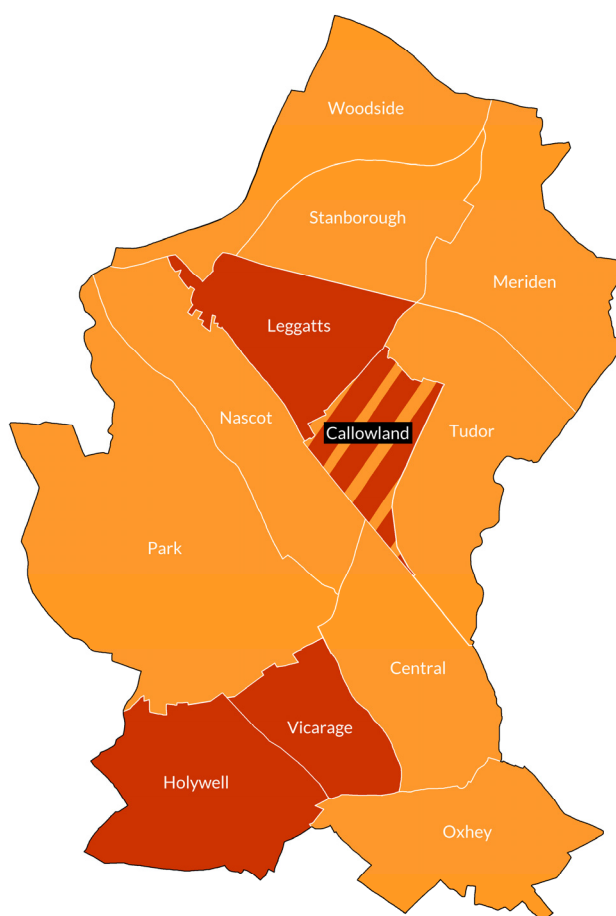 Woodside
Stanborough
Meriden
Leggatts
Nascot
Callowland
Tudor
Park
Central
Vicarage
Holywell
Oxhey